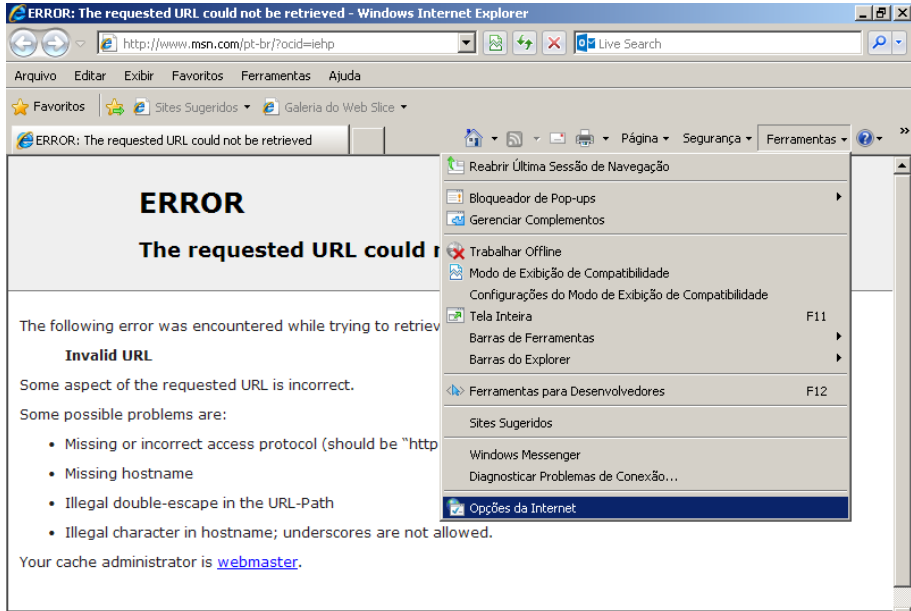 ERROR: The requested URL could not be retrieved - Windows Internet Explorer
http://www.msn.com/pt-br/?ocid=iehp
Live Search
Arquivo Editar Exibir Favoritos Ferramentas Ajuda
Favoritos Sites Sugeridos Galeria do Web Slice
ERROR: The requested URL could not be retrieved
Página Segurança Ferramentas »
Reabrir Última Sessão de Navegação
Bloqueador de Pop-ups
Gerenciar Complementos
Trabalhar Offline
Modo de Exibição de Compatibilidade
Configurações do Modo de Exibição de Compatibilidade
Tela Inteira F11
Barras de Ferramentas
Barras do Explorer
Ferramentas para Desenvolvedores F12
Sites Sugeridos
Windows Messenger
Diagnosticar Problemas de Conexão...
Opções da Internet
ERROR
The requested URL could
The following error was encountered while trying to retriev
Invalid URL
Some aspect of the requested URL is incorrect.
Some possible problems are:
• Missing or incorrect access protocol (should be "http
• Missing hostname
• Illegal double-escape in the URL-Path
• Illegal character in hostname; underscores are not allowed.
Your cache administrator is webmaster.